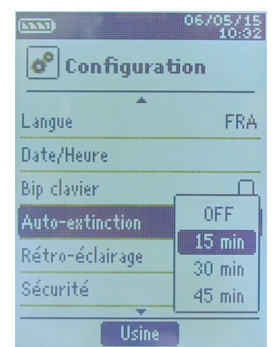 06/05/15
10:32
Configuration
Langue FRA
Date/Heure
Bip clavier
Auto-extinction
OFF
15 min
Rétro-éclairage
30 min
Sécurité
45 min
Usine